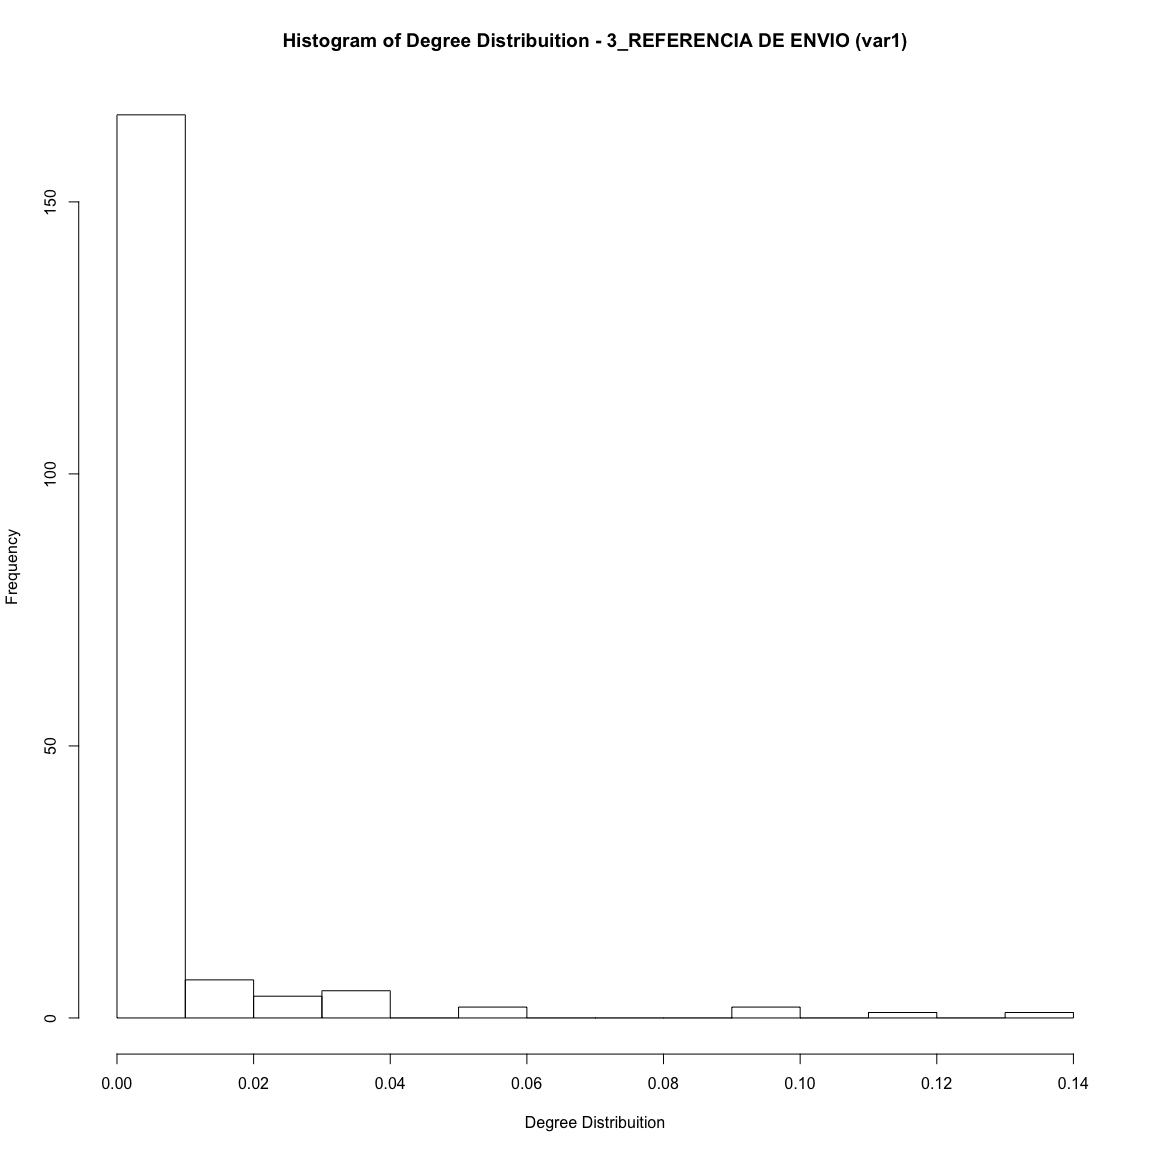 Histogram of Degree Distribuition - 3_REFERENCIA DE ENVIO (var1)
150
100
50
0
Frequency
0.00 0.02 0.04 0.06 0.08 0.10 0.12 0.14
Degree Distribuition